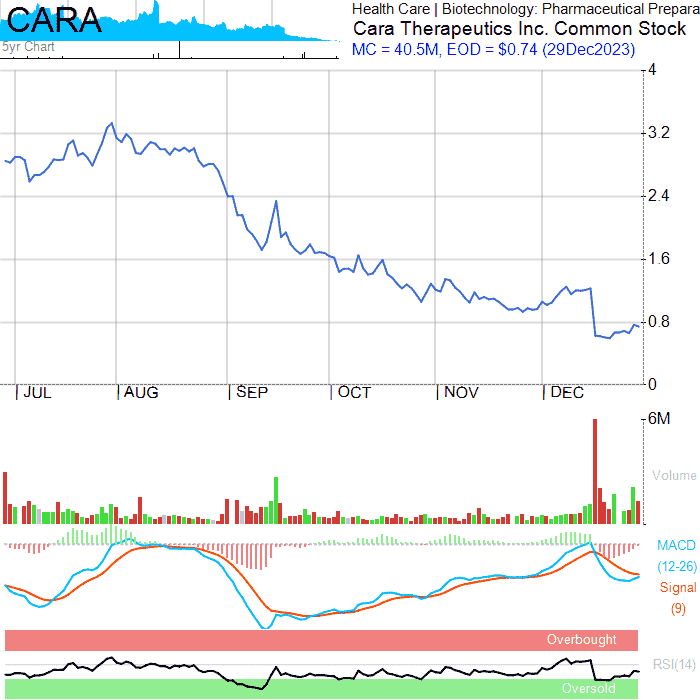 CARA
5yr Chart
Health Care | Biotechnology: Pharmaceutical Prepara
Cara Therapeutics Inc. Common Stock
MC = 40.5M, EOD = $0.74 (29Dec2023)
4
3.2
2.4
1.6
0.8
0
JUL AUG SEP OCT NOV DEC
6M
Volume
MACD
(12-26)
Signal
(9)
Overbought
RSI(14)
Oversold